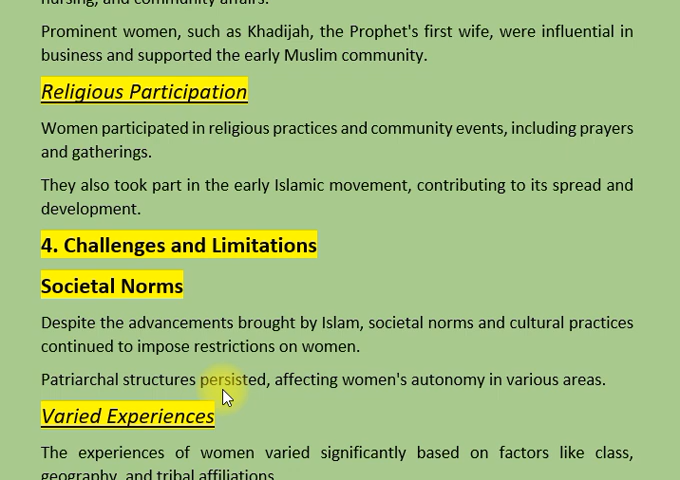 nursing, and community affairs.
Prominent women, such as Khadijah, the Prophet's first wife, were influential in
business and supported the early Muslim community.
Religious Participation
Women participated in religious practices and community events, including prayers
and gatherings.
They also took part in the early Islamic movement, contributing to its spread and
development.
4. Challenges and Limitations
Societal Norms
Despite the advancements brought by Islam, societal norms and cultural practices
continued to impose restrictions on women.
Patriarchal structures persisted, affecting women's autonomy in various areas.
Varied Experiences
The experiences of women varied significantly based on factors like class,
geography, and tribal affiliations.